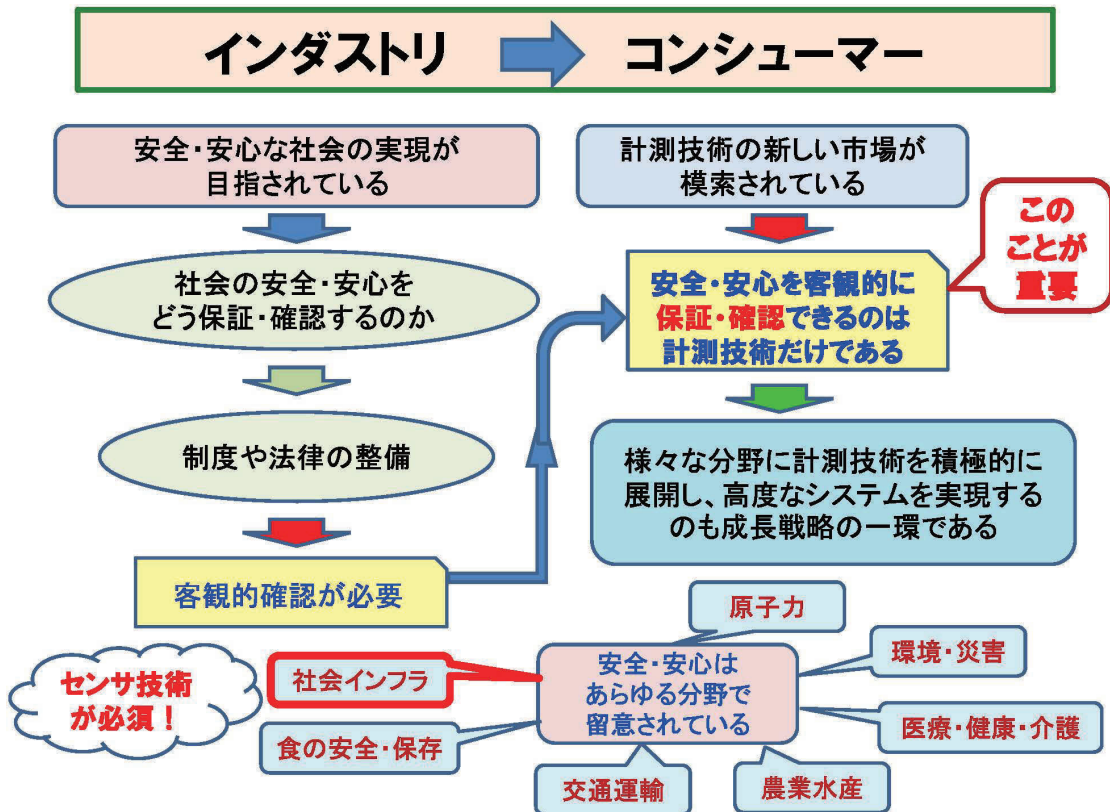 インダストリ
コンシューマー
安全・安心な社会の実現が
目指されている
社会の安全・安心を
どう保証・確認するのか
制度や法律の整備
客観的確認が必要
計測技術の新しい市場が
模索されている
この
ことが
重要
安全・安心を客観的に
保証・確認できるのは
計測技術だけである
様々な分野に計測技術を積極的に
展開し、高度なシステムを実現する
のも成長戦略の一環である
センサ技術
が必須!
安全・安心は
あらゆる分野で
留意されている
原子力
環境・災害
医療・健康・介護
農業水産
交通運輸
食の安全・保存
社会インフラ